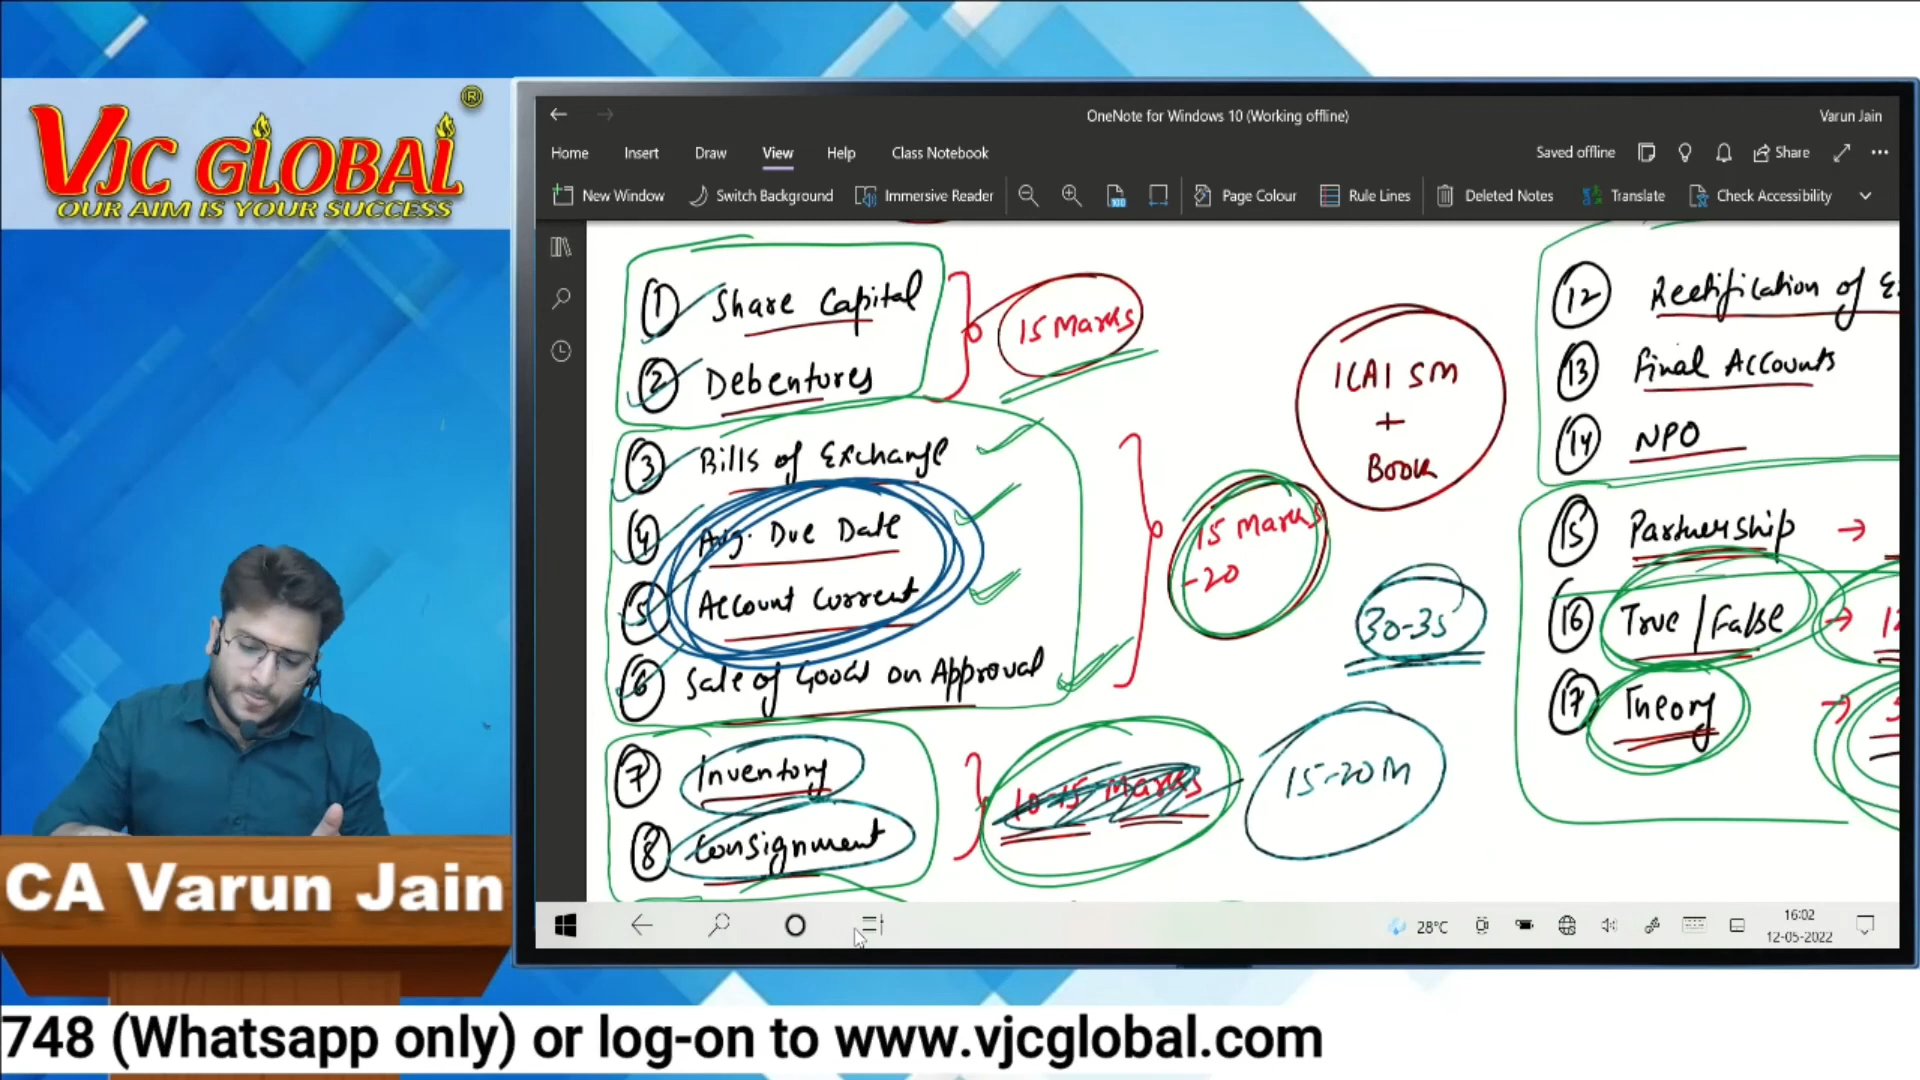 VJC GLOBAL ®
OUR AIM IS YOUR SUCCESS
OneNote for Windows 10 (Working offline)
Varun Jain
Home Insert Draw View Help Class Notebook
Saved offline
Share
New Window Switch Background Immersive Reader
100
Page Colour Rule Lines Deleted Notes Translate Check Accessibility
① Share Capital
② Debentures
15 Marks
③ Bills of Exchange
④ Avg. Due Date
⑤ Account Current
⑥ Sale of Goods on Approval
15 Marks
-20
ICAI SM
+
Book
30-35
⑦ Inventory
⑧ Consignment
10-15 Marks
15-20M
⑫ Rectification of
⑬ Final Accounts
⑭ NPO
⑮ Partnership →
⑯ True/False →
⑰ Theory →
28°C
16:02
12-05-2022
CA Varun Jain
748 (Whatsapp only) or log-on to www.vjcglobal.com